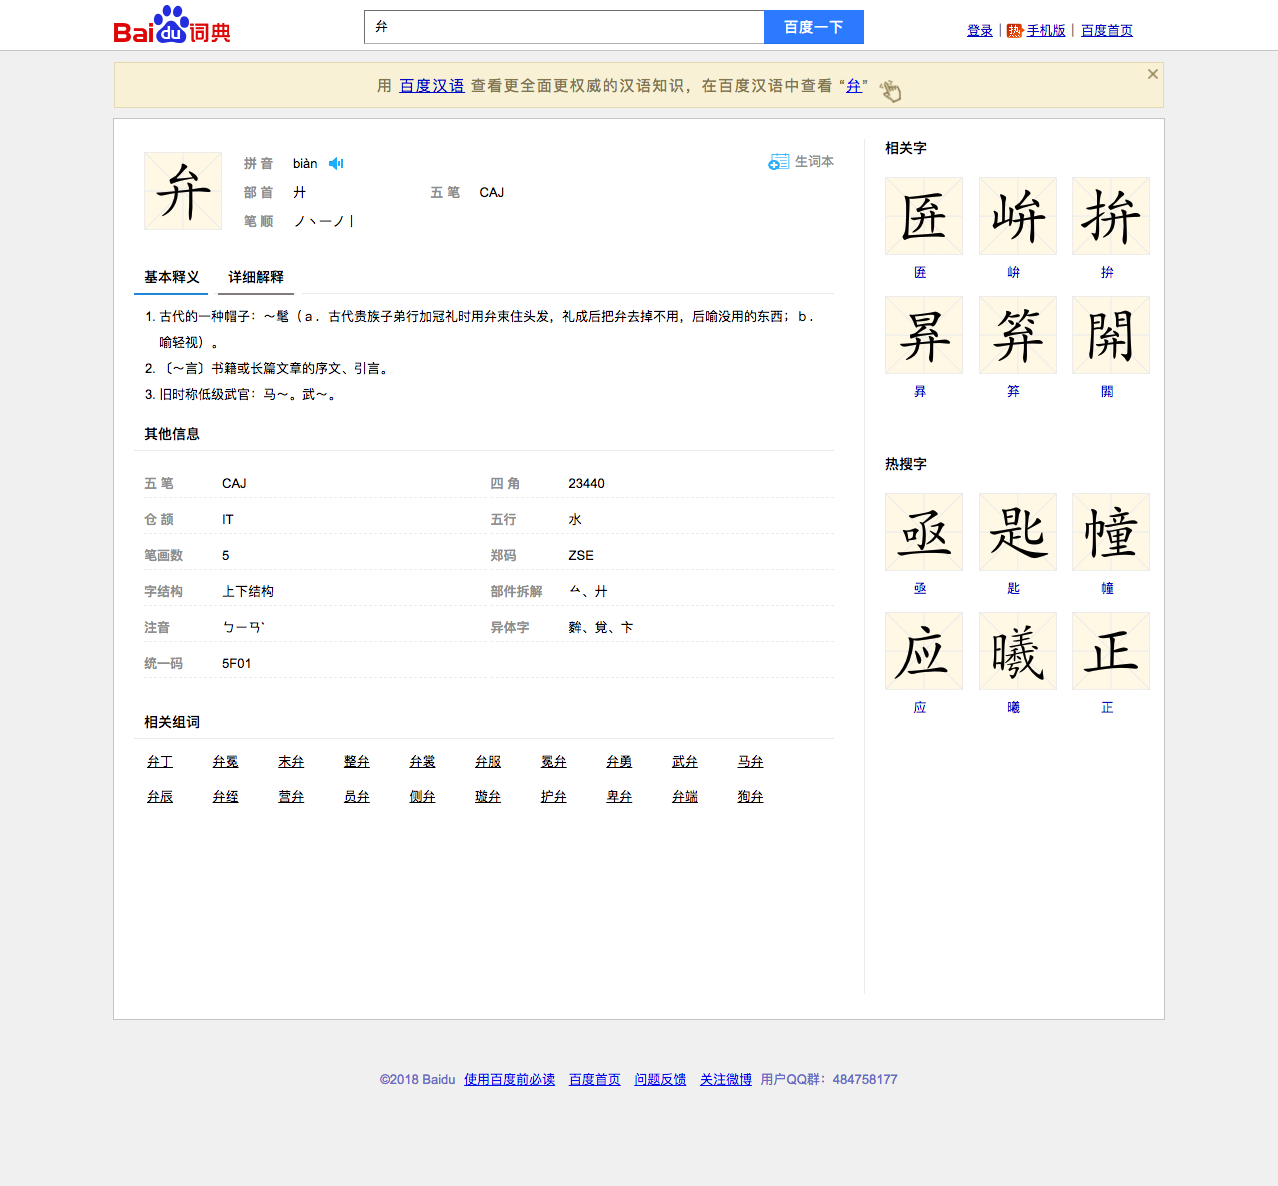 Baidu词典 弁 百度一下 登录 | 热 手机版 | 百度首页
用 百度汉语 查看更全面更权威的汉语知识，在百度汉语中查看 “弁”
弁
拼 音 biàn
生词本
部 首 廾 五 笔 CAJ
笔 顺 ノ丶一ノ丨
基本释义 详细解释
1. 古代的一种帽子：～髦（a．古代贵族子弟行加冠礼时用弁束住头发，礼成后把弁去掉不用，后喻没用的东西；b．
喻轻视）。
2. 〔～言〕书籍或长篇文章的序文、引言。
3. 旧时称低级武官：马～。武～。
其他信息
五 笔 CAJ 四 角 23440
仓 颉 IT 五行 水
笔画数 5 郑码 ZSE
字结构 上下结构 部件拆解 厶、廾
注音 ㄅㄧㄢˋ 异体字 覍、卞
统一码 5F01
相关组词
弁丁 弁冕 末弁 整弁 弁裳 弁服 冕弁 弁勇 武弁 马弁
弁辰 弁绖 营弁 员弁 侧弁 璇弁 护弁 卑弁 弁端 狥弁
相关字
匥 峅 拚
匥 峅 拚
昪 笲 開
昪 笲 開
热搜字
亟 匙 幢
亟 匙 幢
应 曦 正
应 曦 正
©2018 Baidu 使用百度前必读 百度首页 问题反馈 关注微博 用户QQ群：484758177